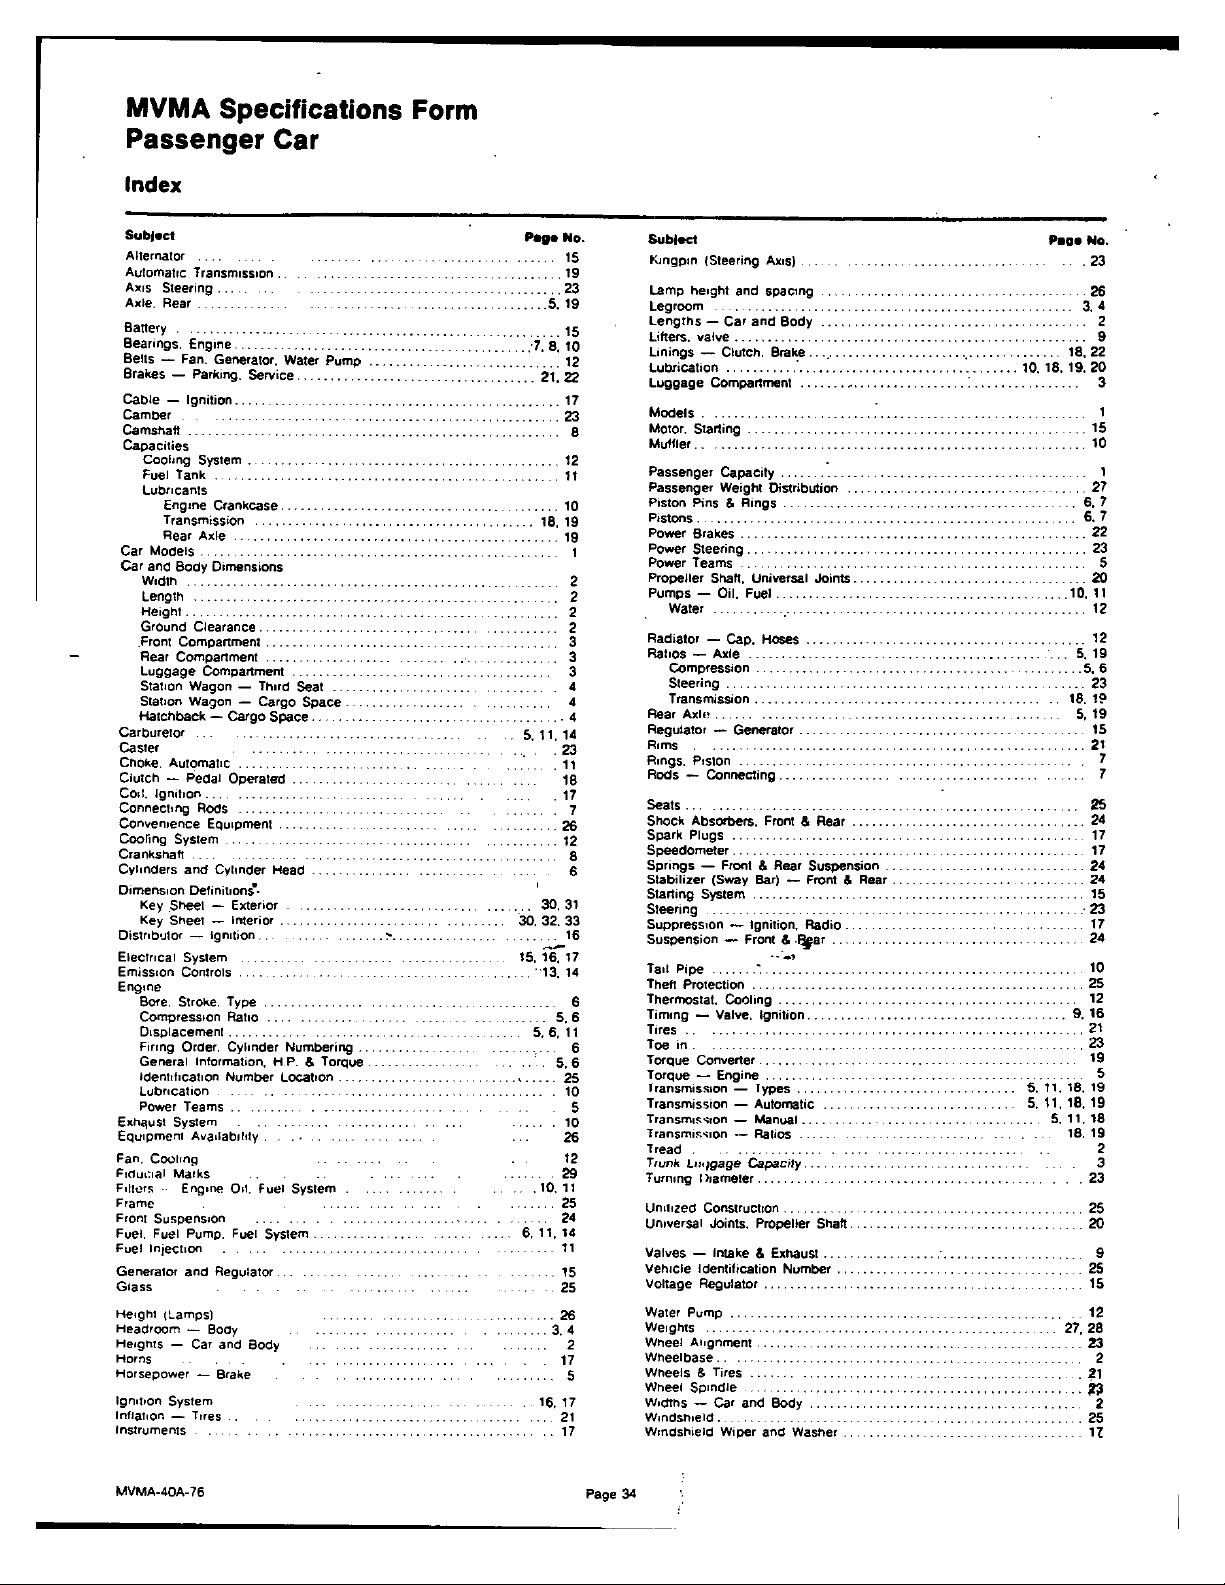 MVMA Specifications Form
Passenger Car
Index
Subject Page No.
Alternator 15
Automatic Transmission 19
Axis Steering 23
Axle. Rear 5, 19
Battery 15
Bearings. Engine 7, 8, 10
Belts — Fan. Generator. Water Pump 12
Brakes — Parking. Service 21, 22
Cable — Ignition 17
Camber 23
Camshaft 8
Capacities
Cooling System 12
Fuel Tank 11
Lubricants
Engine Crankcase 10
Transmission 18, 19
Rear Axle 19
Car Models 1
Car and Body Dimensions
Width 2
Length 2
Height 2
Ground Clearance 2
Front Compartment 3
Rear Compartment 3
Luggage Compartment 3
Station Wagon — Third Seat 4
Station Wagon — Cargo Space 4
Hatchback — Cargo Space 4
Carburetor 5, 11, 14
Caster 23
Choke. Automatic 11
Clutch — Pedal Operated 18
Coil. Ignition 17
Connecting Rods 7
Convenience Equipment 26
Cooling System 12
Crankshaft 8
Cylinders and Cylinder Head 6
Dimension Definitions
Key Sheet — Exterior 30, 31
Key Sheet — Interior 30, 32, 33
Distributor — Ignition 16
Electrical System 15, 16, 17
Emission Controls 13, 14
Engine
Bore. Stroke. Type 6
Compression Ratio 5, 6
Displacement 5, 6, 11
Firing Order. Cylinder Numbering 6
General Information, H.P. & Torque 5, 6
Identification Number Location 25
Lubrication 10
Power Teams 5
Exhaust System 10
Equipment Availability 26
Fan. Cooling 12
Fiducial Marks 29
Filters - Engine Oil. Fuel System 10, 11
Frame 25
Front Suspension 24
Fuel. Fuel Pump. Fuel System 6, 11, 14
Fuel Injection 11
Generator and Regulator 15
Glass 25
Height (Lamps) 26
Headroom — Body 3, 4
Heights — Car and Body 2
Horns 17
Horsepower — Brake 5
Ignition System 16, 17
Inflation — Tires 21
Instruments 17
Subject Page No.
Kingpin (Steering Axis) 23
Lamp height and spacing 26
Legroom 3, 4
Lengths — Car and Body 2
Lifters. valve 9
Linings — Clutch. Brake 18, 22
Lubrication 10, 18, 19, 20
Luggage Compartment 3
Models 1
Motor. Starting 15
Muffler 10
Passenger Capacity 1
Passenger Weight Distribution 27
Piston Pins & Rings 6, 7
Pistons 6, 7
Power Brakes 22
Power Steering 23
Power Teams 5
Propeller Shaft, Universal Joints 20
Pumps — Oil. Fuel 10, 11
Water 12
Radiator — Cap. Hoses 12
Ratios — Axle 5, 19
Compression 5, 6
Steering 23
Transmission 18, 19
Rear Axle 5, 19
Regulator — Generator 15
Rims 21
Rings. Piston 7
Rods — Connecting 7
Seats 25
Shock Absorbers. Front & Rear 24
Spark Plugs 17
Speedometer 17
Springs — Front & Rear Suspension 24
Stabilizer (Sway Bar) — Front & Rear 24
Starting System 15
Steering 23
Suppression — Ignition, Radio 17
Suspension — Front & Rear 24
Tail Pipe 10
Theft Protection 25
Thermostat. Cooling 12
Timing — Valve. Ignition 9, 16
Tires 21
Toe in 23
Torque Converter 19
Torque — Engine 5
Transmission — Types 5, 11, 18, 19
Transmission — Automatic 5, 11, 18, 19
Transmission — Manual 5, 11, 18
Transmission — Ratios 18, 19
Tread 2
Trunk Luggage Capacity 3
Turning Diameter 23
Unitized Construction 25
Universal Joints. Propeller Shaft 20
Valves — Intake & Exhaust 9
Vehicle Identification Number 25
Voltage Regulator 15
Water Pump 12
Weights 27, 28
Wheel Alignment 23
Wheelbase 2
Wheels & Tires 21
Wheel Spindle 23
Widths — Car and Body 2
Windshield 25
Windshield Wiper and Washer 17
MVMA-40A-76 Page 34